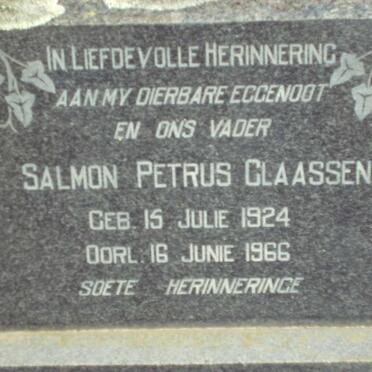 IN LIEFDEVOLLE HERINNERING
AAN MY DIERBARE EGGENOOT
EN ONS VADER
SALMON PETRUS CLAASSEN
GEB. 15 JULIE 1924
OORL. 16 JUNIE 1966
SOETE HERINNERINGE